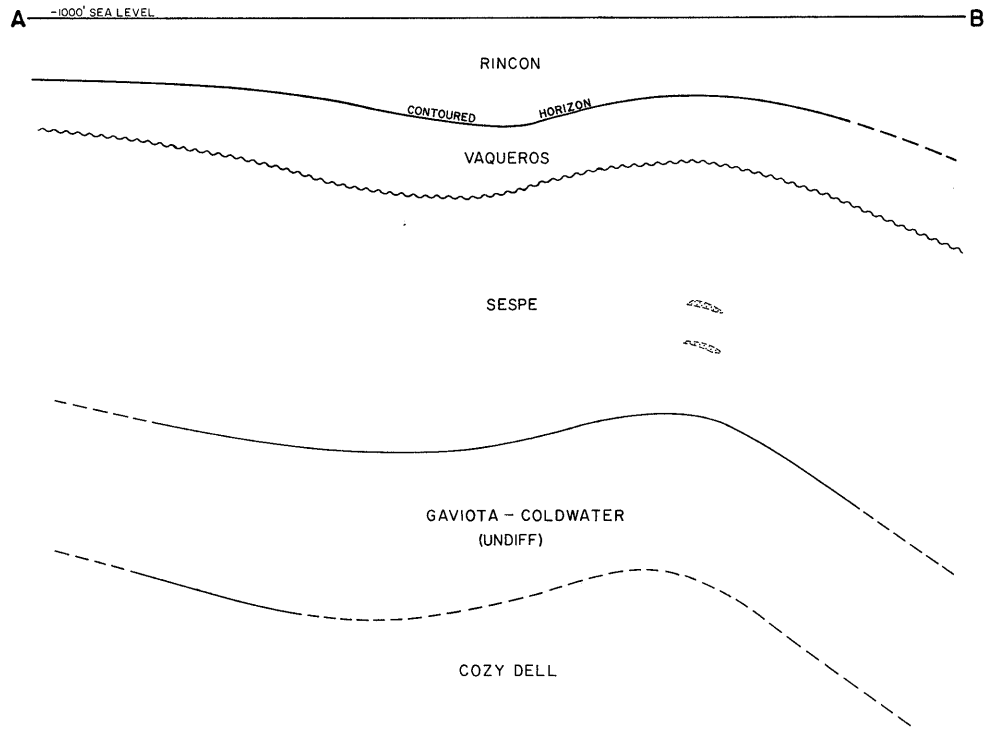 A -1000' SEA LEVEL B
RINCON
CONTOURED HORIZON
VAQUEROS
SESPE
GAVIOTA - COLDWATER
(UNDIFF)
COZY DELL